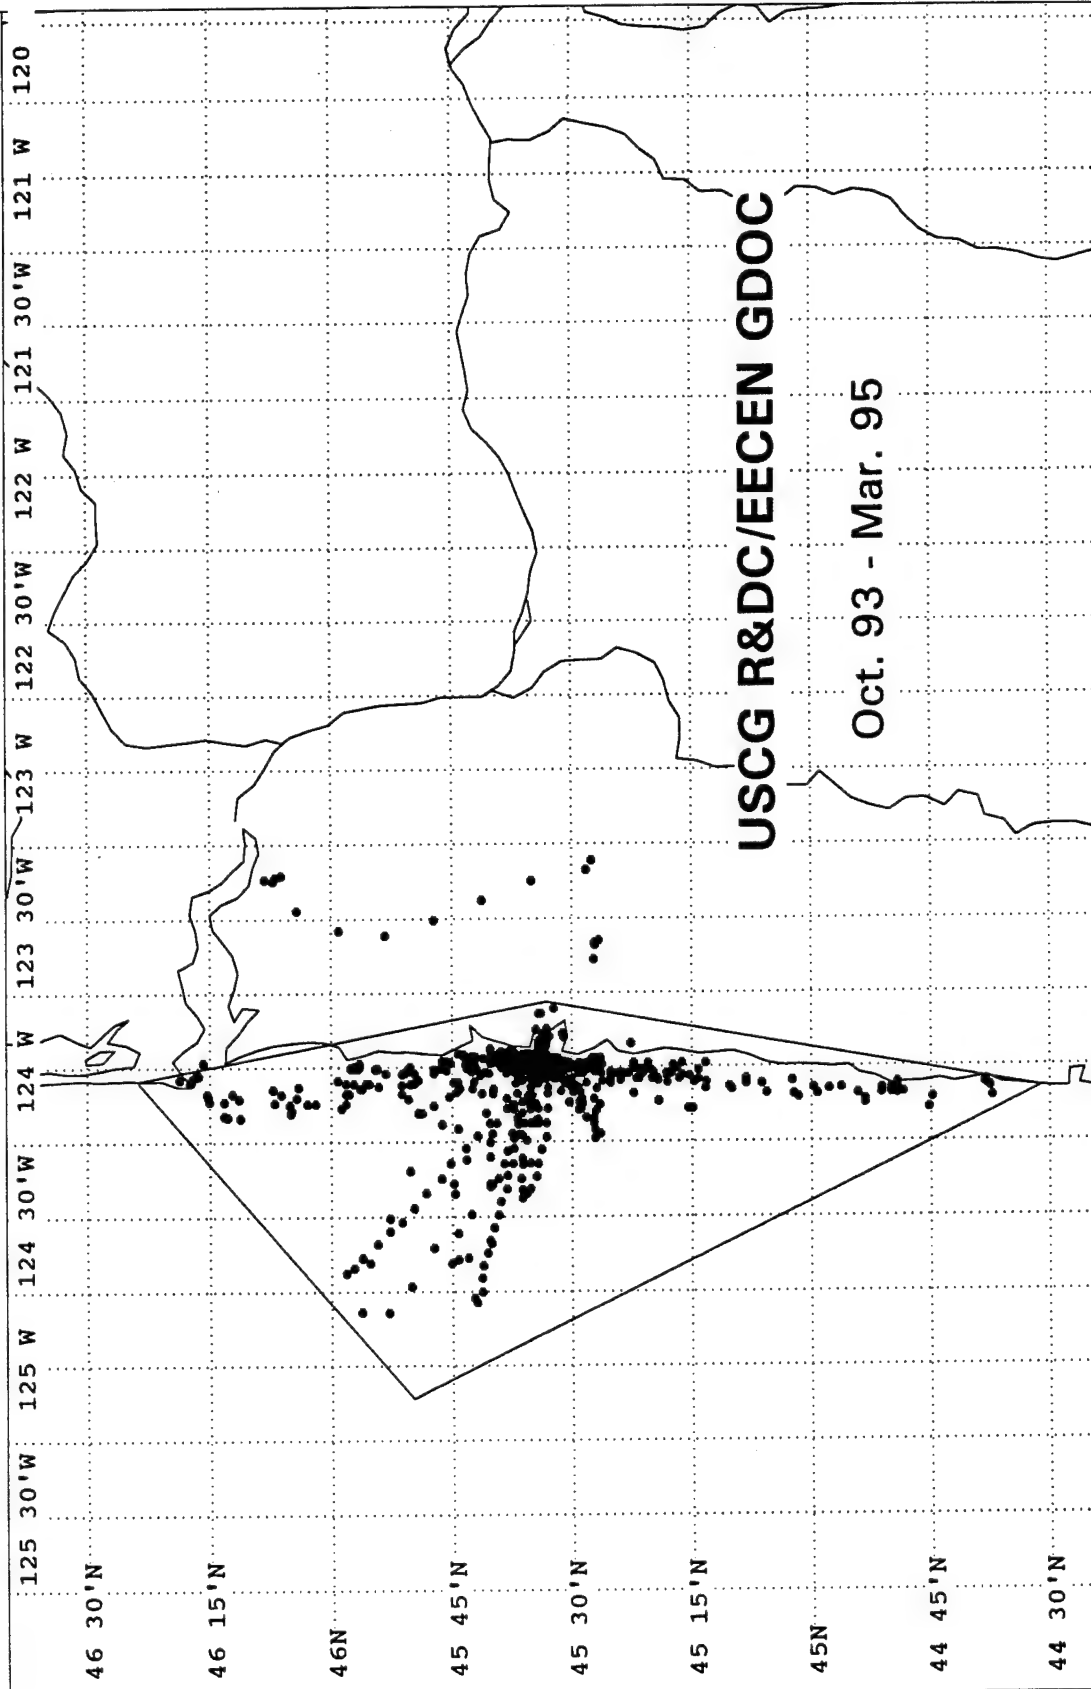 125 30'W 125 W 124 30'W 124 W 123 30'W 123 W 122 30'W 122 W 121 30'W 121 W 120
46 30'N
46 15'N
46N
45 45'N
45 30'N
45 15'N
USCG R&DC/EECEN GDOC
45N
Oct. 93 - Mar. 95
44 45'N
44 30'